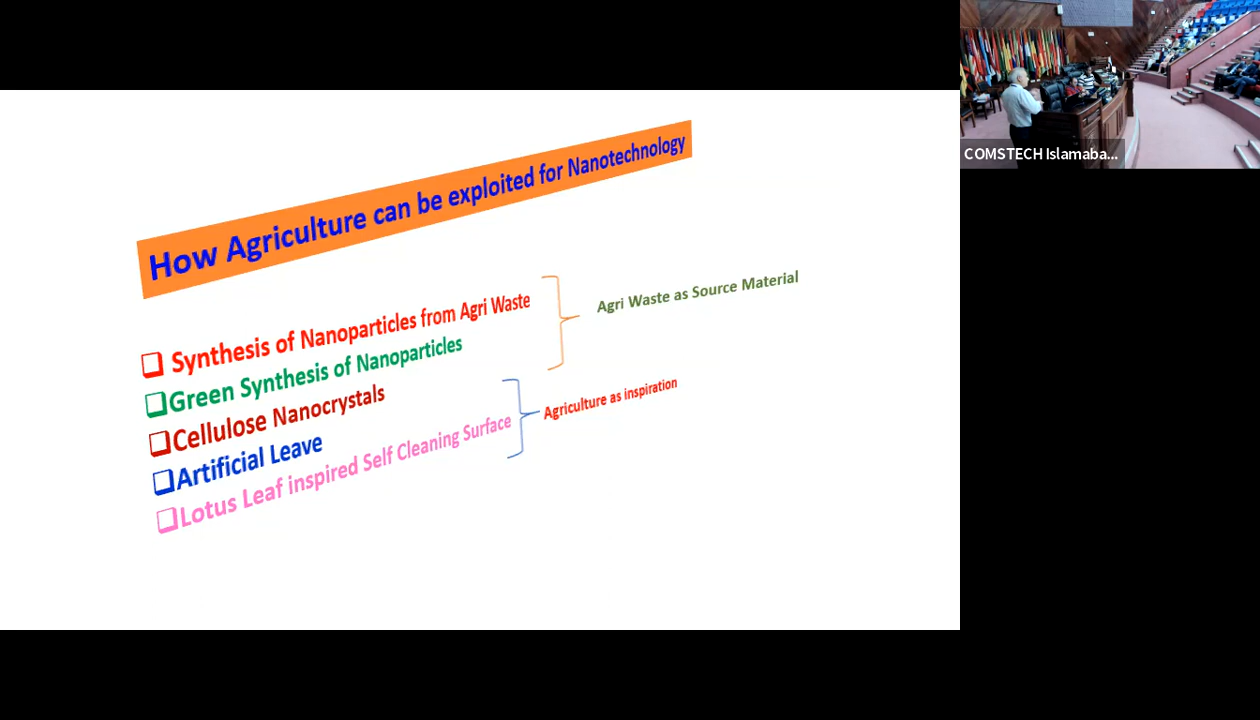 How Agriculture can be exploited for Nanotechnology
❑ Synthesis of Nanoparticles from Agri Waste
❑Green Synthesis of Nanoparticles
❑Cellulose Nanocrystals
❑Artificial Leave
❑Lotus Leaf inspired Self Cleaning Surface
Agri Waste as Source Material
Agriculture as inspiration
COMSTECH Islamaba...